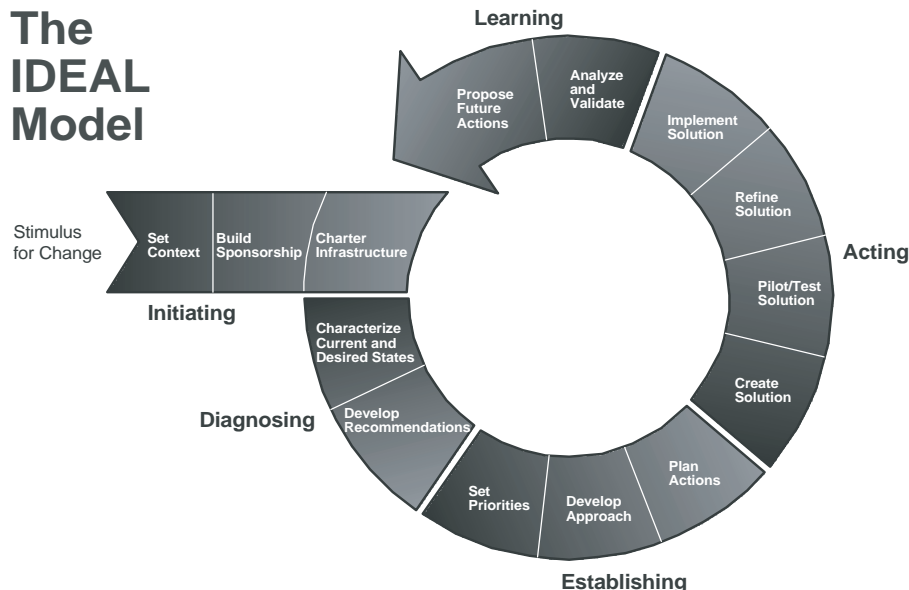 The
IDEAL
Model
Learning
Propose
Future
Actions
Analyze
and
Validate
Implement
Solution
Refine
Solution
Acting
Pilot/Test
Solution
Create
Solution
Stimulus
for Change
Set
Context
Build
Sponsorship
Charter
Infrastructure
Initiating
Characterize
Current and
Desired States
Diagnosing
Develop
Recommendations
Set
Priorities
Develop
Approach
Plan
Actions
Establishing